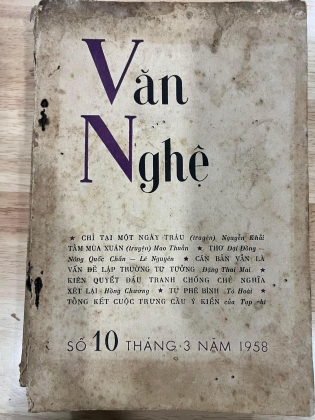 Văn
Nghệ
★ CHỈ TẠI MỘT NGÀY TRÂU (truyện) Nguyễn Khải
TÂM MÙA XUÂN (truyện) Mao Thuẫn ★ THƠ Đại Đồng —
Nông Quốc Chấn — Lê Nguyên ★ CĂN BẢN VẪN LÀ
VẤN ĐỀ LẬP TRƯỜNG TƯ TƯỞNG Đặng Thai Mai ★
KIÊN QUYẾT ĐẤU TRANH CHỐNG CHỦ NGHĨA
XÉT LẠI Hồng Chương ★ TỰ PHÊ BÌNH Tô Hoài ★
TỔNG KẾT CUỘC TRƯNG CẦU Ý KIẾN của Tạp chí
SỐ 10 THÁNG-3 NĂM 1958